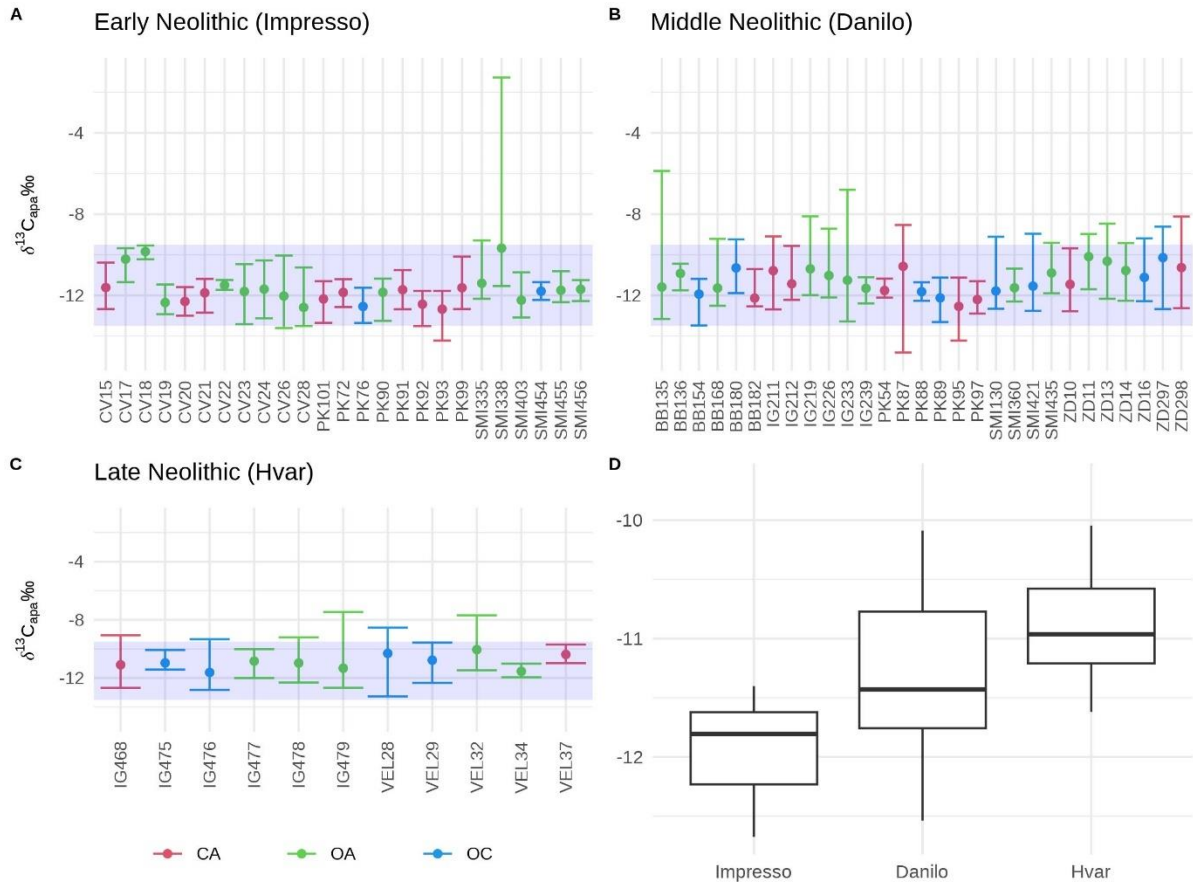 A Early Neolithic (Impresso)
-4
-8
-12
δ¹³Cₐₚₐ‰
CV15 CV17 CV18 CV19 CV20 CV21 CV22 CV23 CV24 CV26 CV28 PK101 PK72 PK76 PK90 PK91 PK92 PK93 PK99 SMI335 SMI338 SMI403 SMI454 SMI455 SMI456
B Middle Neolithic (Danilo)
-4
-8
-12
BB135 BB136 BB154 BB168 BB180 BB182 IG211 IG212 IG219 IG226 IG233 IG239 PK54 PK87 PK88 PK89 PK95 PK97 SMI130 SMI360 SMI421 SMI435 ZD10 ZD11 ZD13 ZD14 ZD16 ZD297 ZD298
C Late Neolithic (Hvar)
-4
-8
-12
δ¹³Cₐₚₐ‰
IG468 IG475 IG476 IG477 IG478 IG479 VEL28 VEL29 VEL32 VEL34 VEL37
CA OA OC
D
-10
-11
-12
Impresso Danilo Hvar